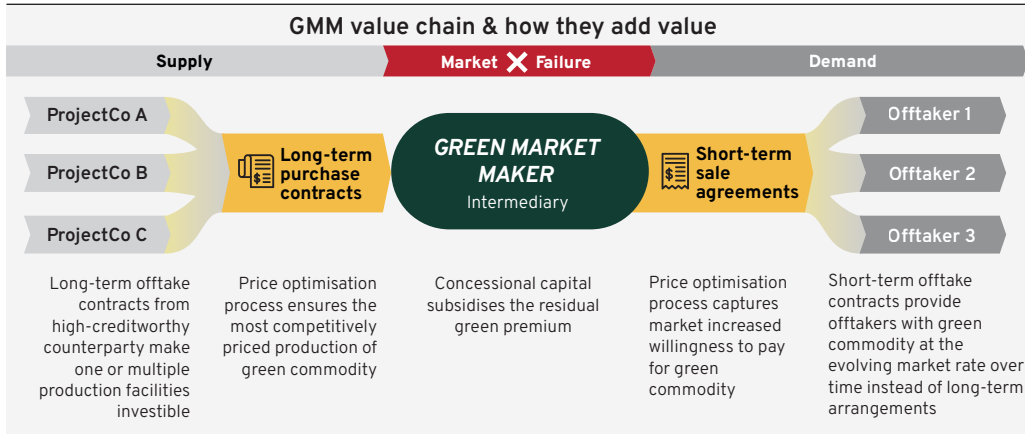 GMM value chain & how they add value
Supply
Market Failure
Demand
ProjectCo A
ProjectCo B
ProjectCo C
Long-term
purchase
contracts
GREEN MARKET
MAKER
Intermediary
Short-term
sale
agreements
Offtaker 1
Offtaker 2
Offtaker 3
Long-term offtake
contracts from
high-creditworthy
counterparty make
one or multiple
production facilities
investible
Price optimisation
process ensures the
most competitively
priced production of
green commodity
Concessional capital
subsidises the residual
green premium
Price optimisation
process captures
market increased
willingness to pay
for green
commodity
Short-term offtake
contracts provide
offtakers with green
commodity at the
evolving market rate over
time instead of long-term
arrangements